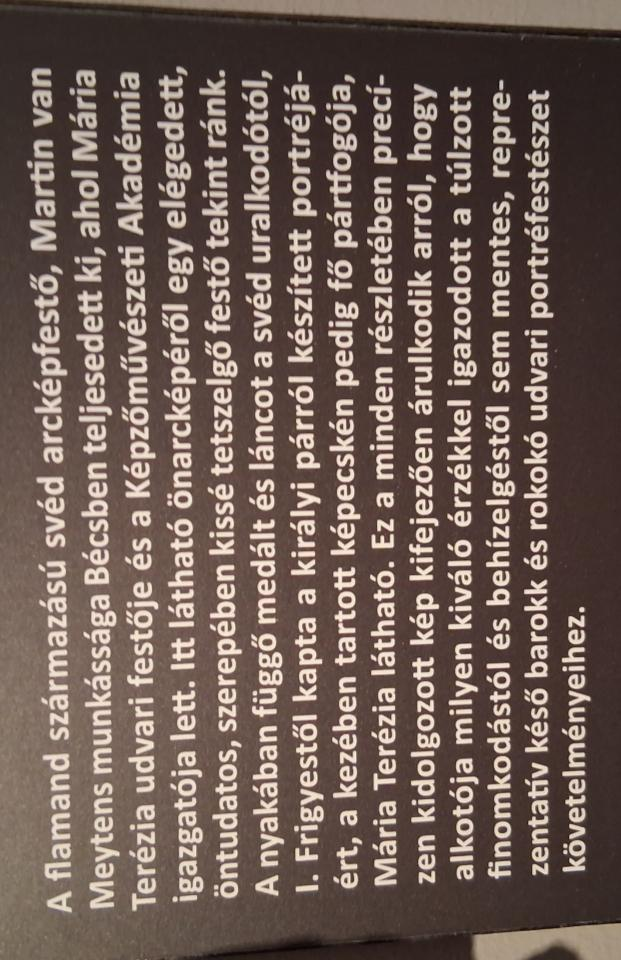 A flamand származású svéd arcképfestő, Martin van
Meytens munkássága Bécsben teljesedett ki, ahol Mária
Terézia udvari festője és a Képzőművészeti Akadémia
igazgatója lett. Itt látható önarcképéről egy elégedett,
öntudatos, szerepében kissé tetszelgő festő tekint ránk.
A nyakában függő medált és láncot a svéd uralkodótól,
I. Frigyestől kapta a királyi párról készített portréjá-
ért, a kezében tartott képecskén pedig fő pártfogója,
Mária Terézia látható. Ez a minden részletében precí-
zen kidolgozott kép kifejezően árulkodik arról, hogy
alkotója milyen kiváló érzékkel igazodott a túlzott
finomkodástól és behízelgéstől sem mentes, repre-
zentatív késő barokk és rokokó udvari portréfestészet
követelményeihez.